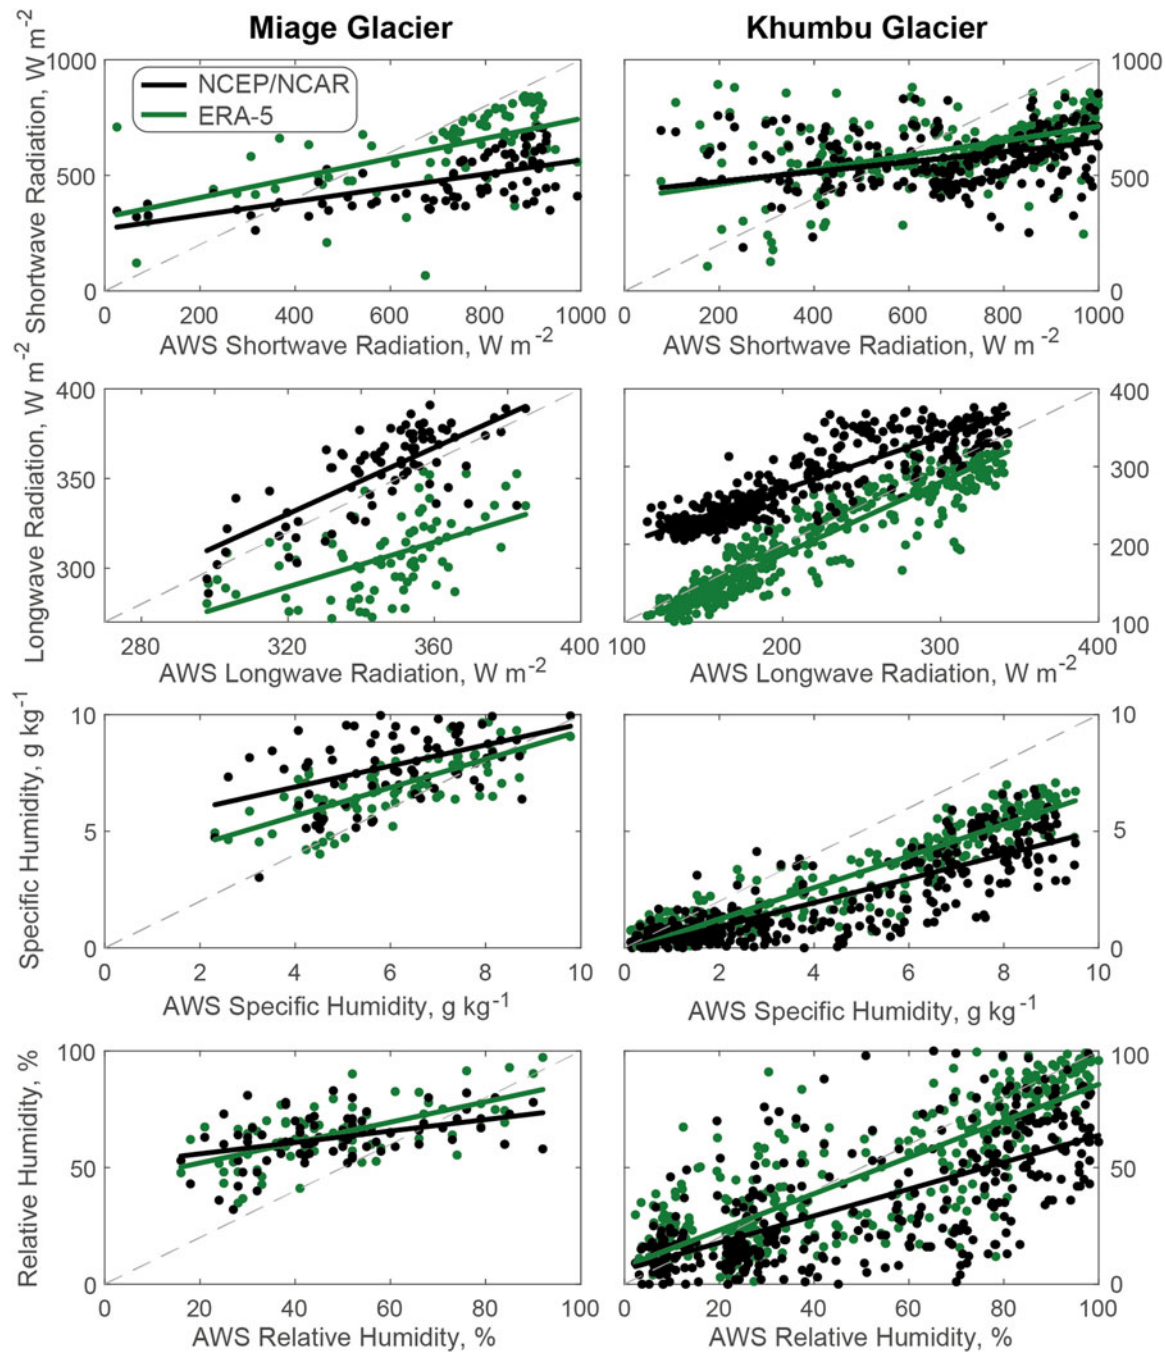 Miage Glacier Khumbu Glacier
NCEP/NCAR
ERA-5
Shortwave Radiation, W m⁻²
1000
500
0
0 200 400 600 800 1000
AWS Shortwave Radiation, W m⁻²
1000
500
0
0 200 400 600 800 1000
AWS Shortwave Radiation, W m⁻²
Longwave Radiation, W m⁻²
400
350
300
280 320 360 400
AWS Longwave Radiation, W m⁻²
400
300
200
100
100 200 300 400
AWS Longwave Radiation, W m⁻²
Specific Humidity, g kg⁻¹
10
5
0
0 2 4 6 8 10
AWS Specific Humidity, g kg⁻¹
10
5
0
0 2 4 6 8 10
AWS Specific Humidity, g kg⁻¹
Relative Humidity, %
100
50
0
0 20 40 60 80 100
AWS Relative Humidity, %
100
50
0
0 20 40 60 80 100
AWS Relative Humidity, %